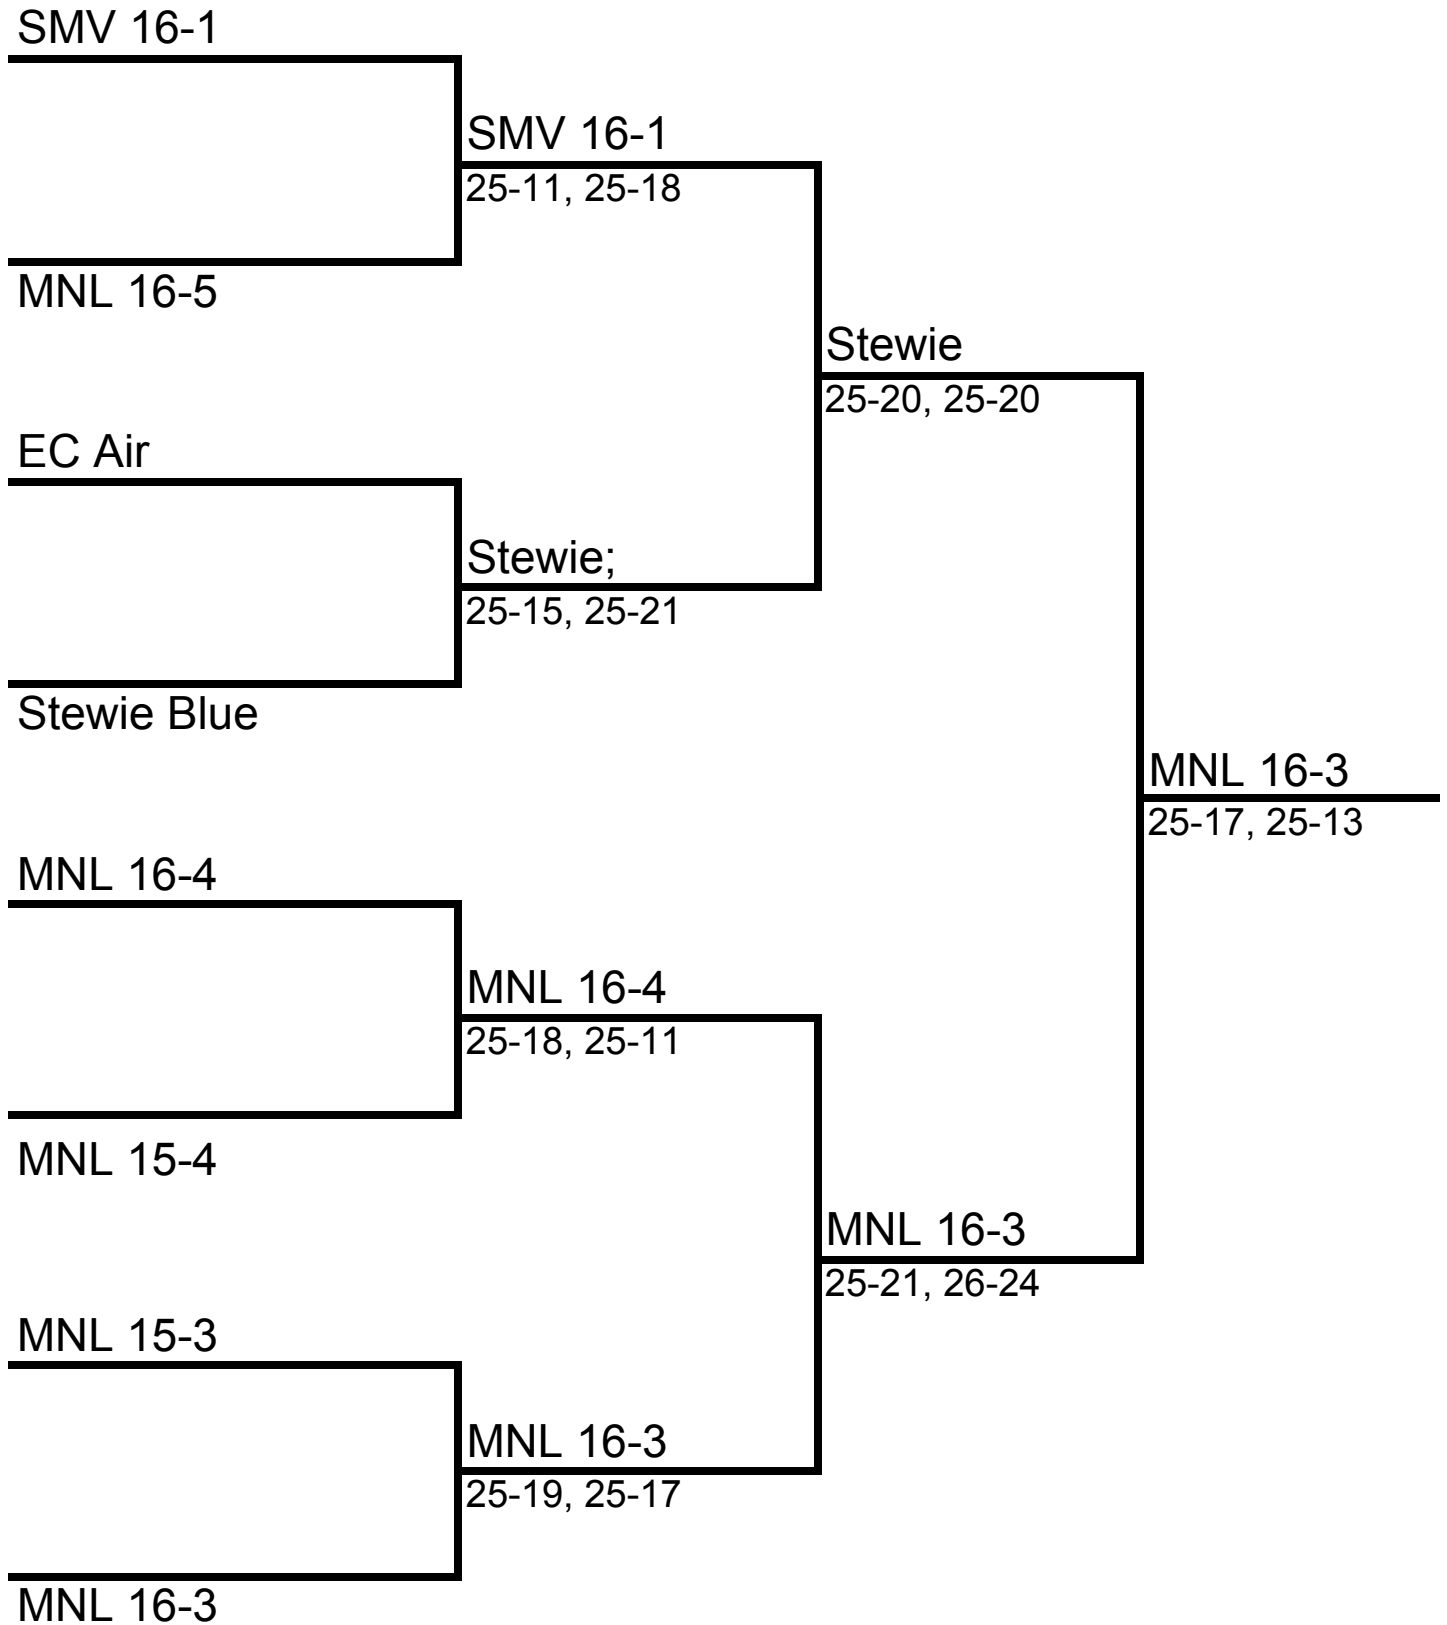 SMV 16-1
SMV 16-1
25-11, 25-18
MNL 16-5
Stewie
25-20, 25-20
EC Air
Stewie;
25-15, 25-21
Stewie Blue
MNL 16-3
25-17, 25-13
MNL 16-4
MNL 16-4
25-18, 25-11
MNL 15-4
MNL 16-3
25-21, 26-24
MNL 15-3
MNL 16-3
25-19, 25-17
MNL 16-3